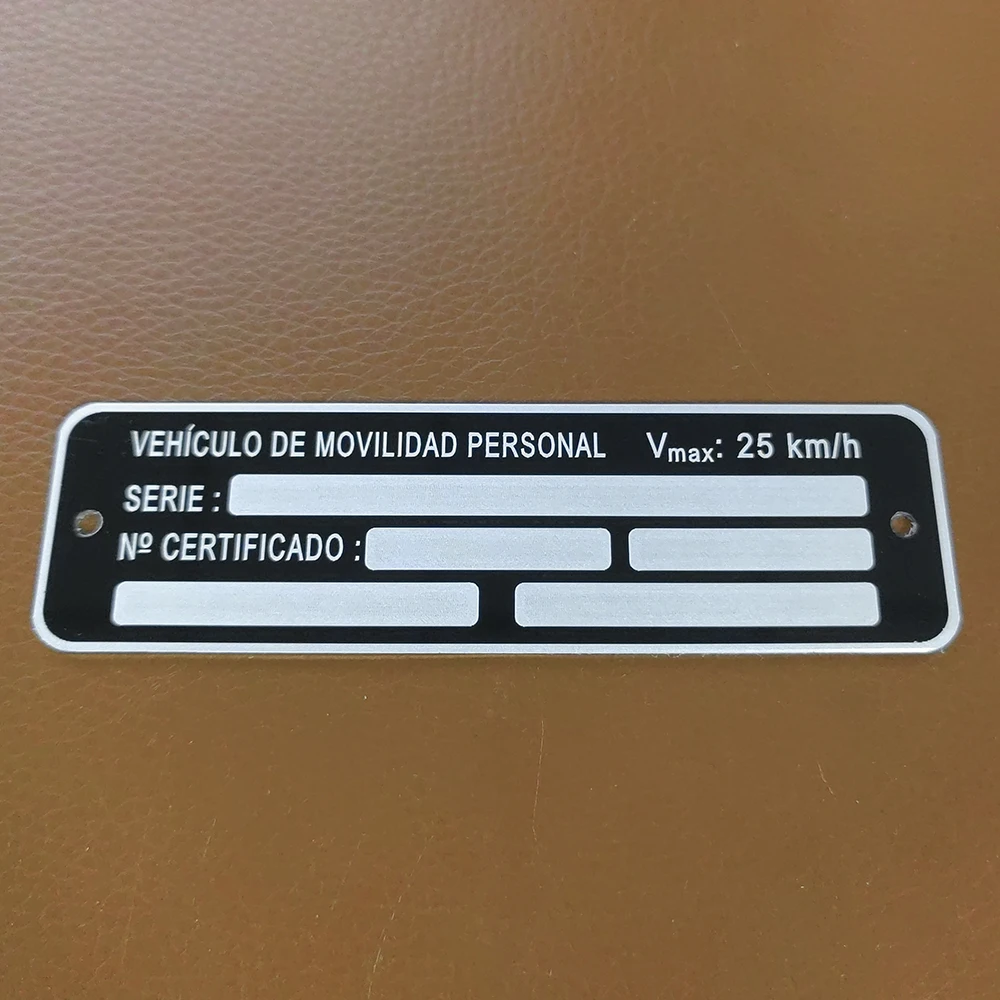 VEHÍCULO DE MOVILIDAD PERSONAL Vmax: 25 km/h
SERIE :
Nº CERTIFICADO :